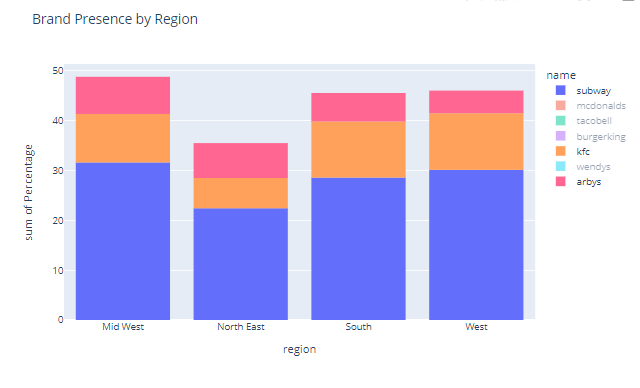 Brand Presence by Region
sum of Percentage
50
40
30
20
10
0
Mid West
North East
South
West
region
name
subway
mcdonalds
tacobell
burgerking
kfc
wendys
arbys